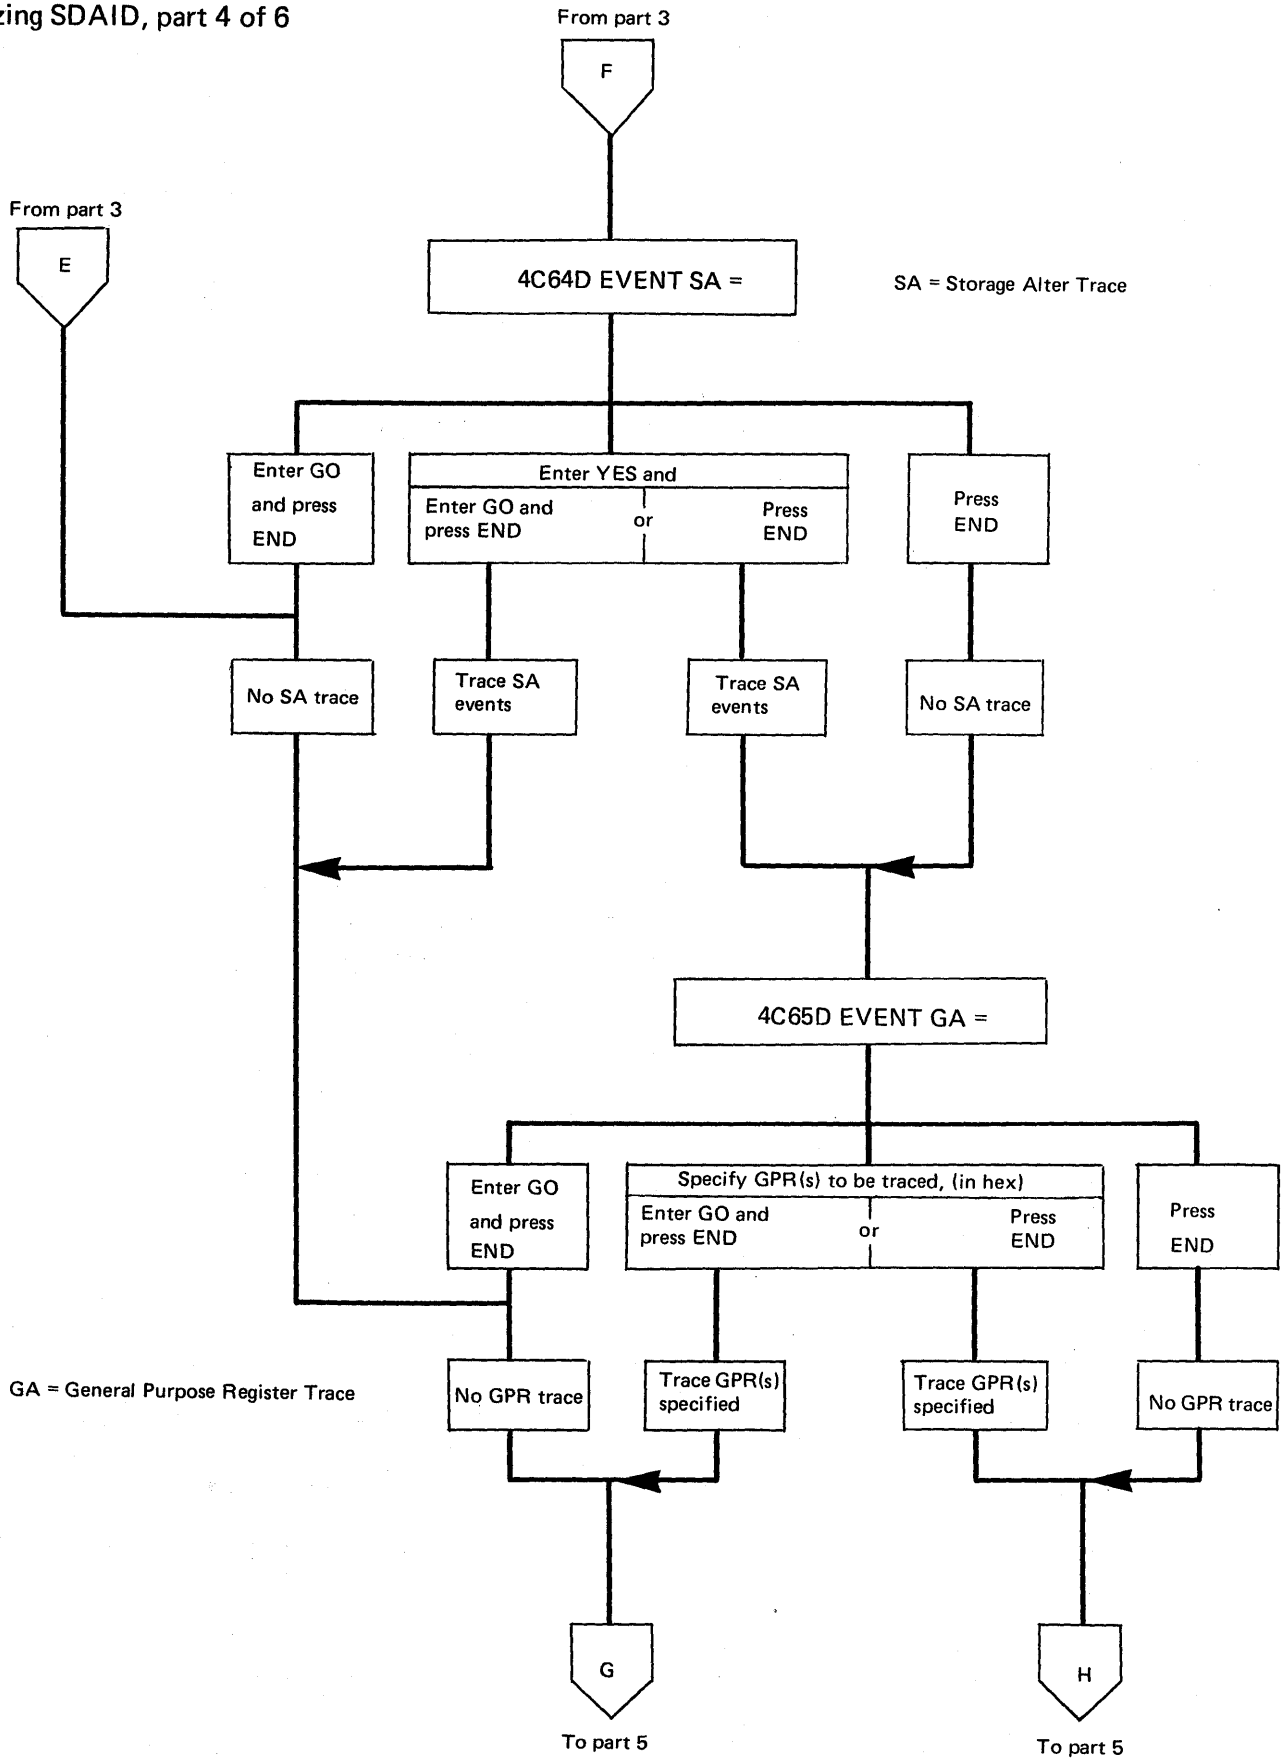 zing SDAID, part 4 of 6
From part 3
F
From part 3
E
4C64D EVENT SA =
SA = Storage Alter Trace
Enter GO
and press
END
Enter YES and
Enter GO and
press END
or
Press
END
Press
END
No SA trace
Trace SA
events
Trace SA
events
No SA trace
4C65D EVENT GA =
Enter GO
and press
END
Specify GPR(s) to be traced, (in hex)
Enter GO and
press END
or
Press
END
Press
END
GA = General Purpose Register Trace
No GPR trace
Trace GPR(s)
specified
Trace GPR(s)
specified
No GPR trace
G
H
To part 5
To part 5